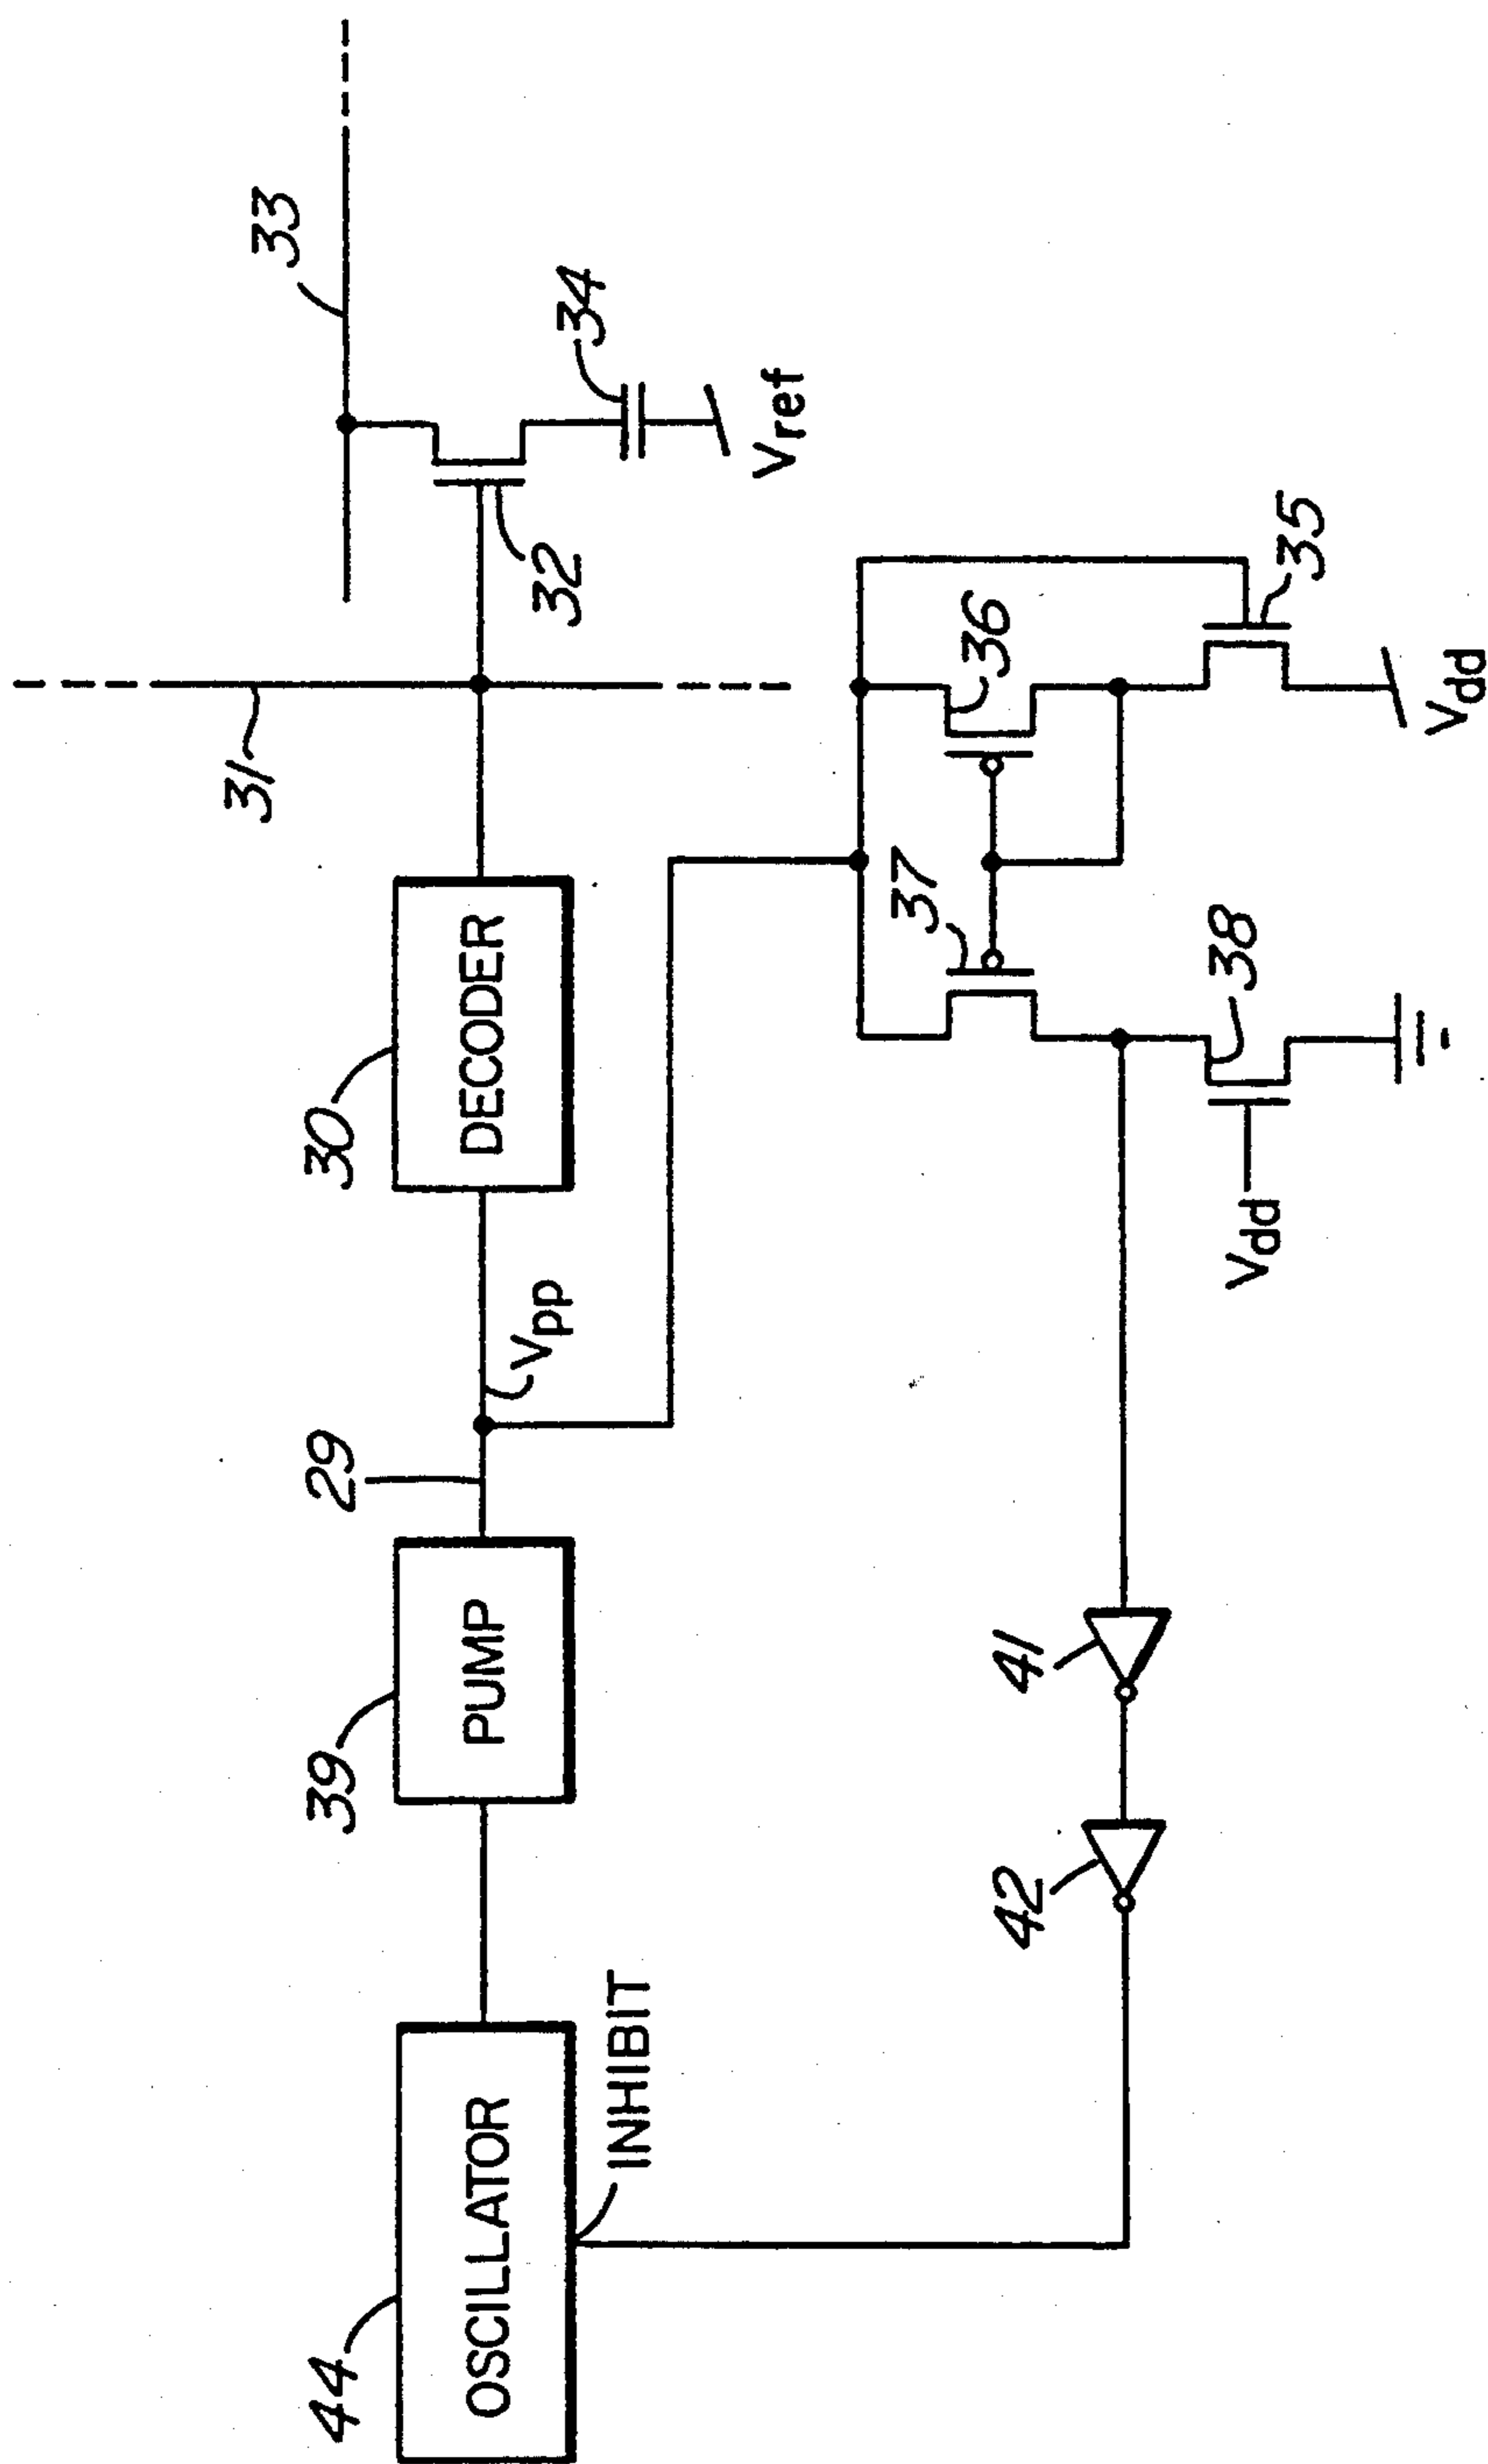 33
34
Vref
32
31
30
DECODER
36
35
Vdd
37
38
Vdd
29
Vpp
39
PUMP
41
42
44
OSCILLATOR
INHIBIT